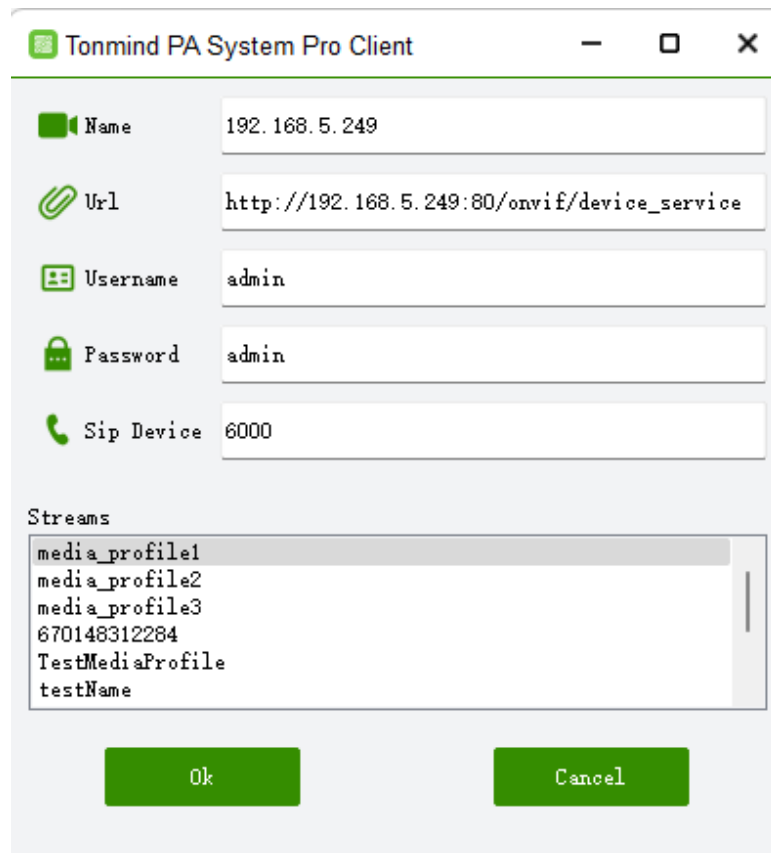 Tonmind PA System Pro Client
Name 192.168.5.249
Url http://192.168.5.249:80/onvif/device_service
Username admin
Password admin
Sip Device 6000
Streams
media_profile1
media_profile2
media_profile3
670148312284
TestMediaProfile
testName
Ok Cancel